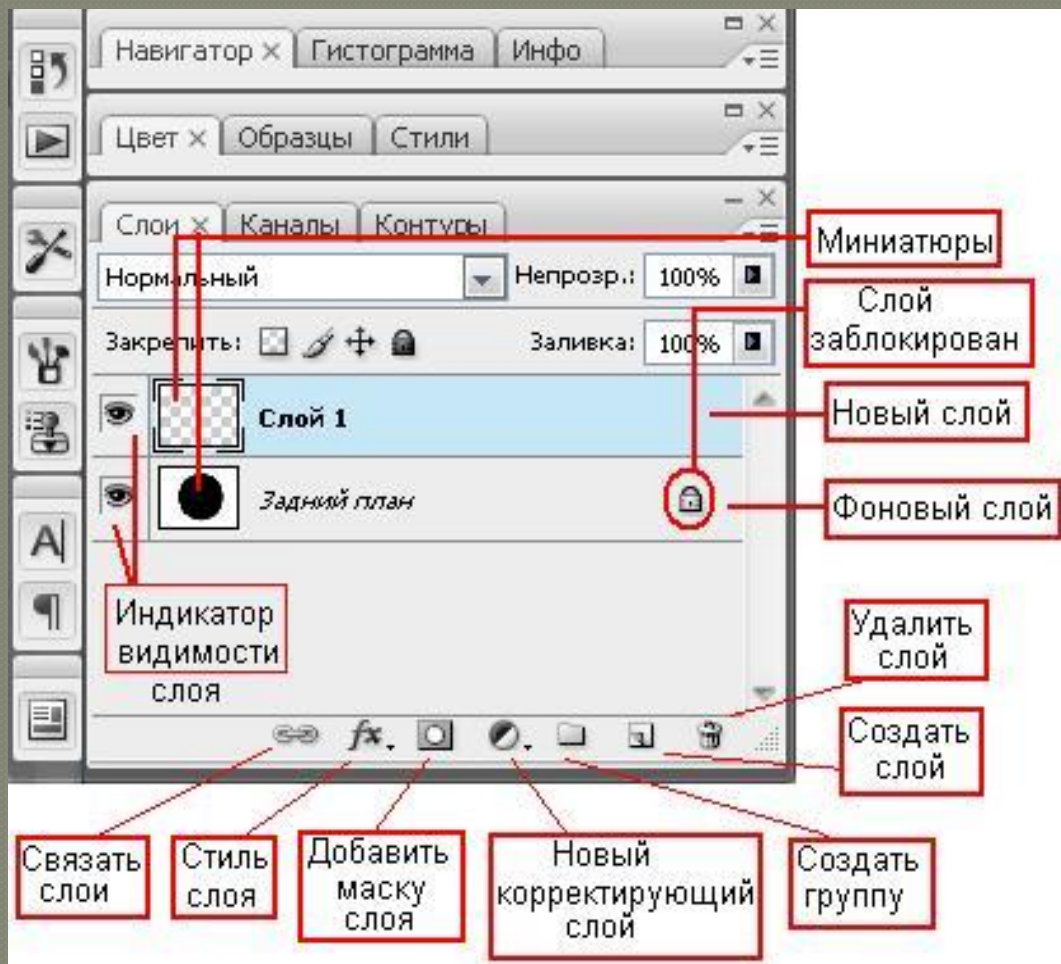 Навигатор × Гистограмма Инфо
Цвет × Образцы Стили
Слои × Каналы Контуры
Миниатюры
Нормальный Непрозр.: 100%
Слой
заблокирован
Закрепить: Заливка: 100%
Слой 1
Новый слой
Задний план
Фоновый слой
Индикатор
видимости
слоя
Удалить
слой
fx.
Создать
слой
Связать
слои
Стиль
слоя
Добавить
маску
слоя
Новый
корректирующий
слой
Создать
группу